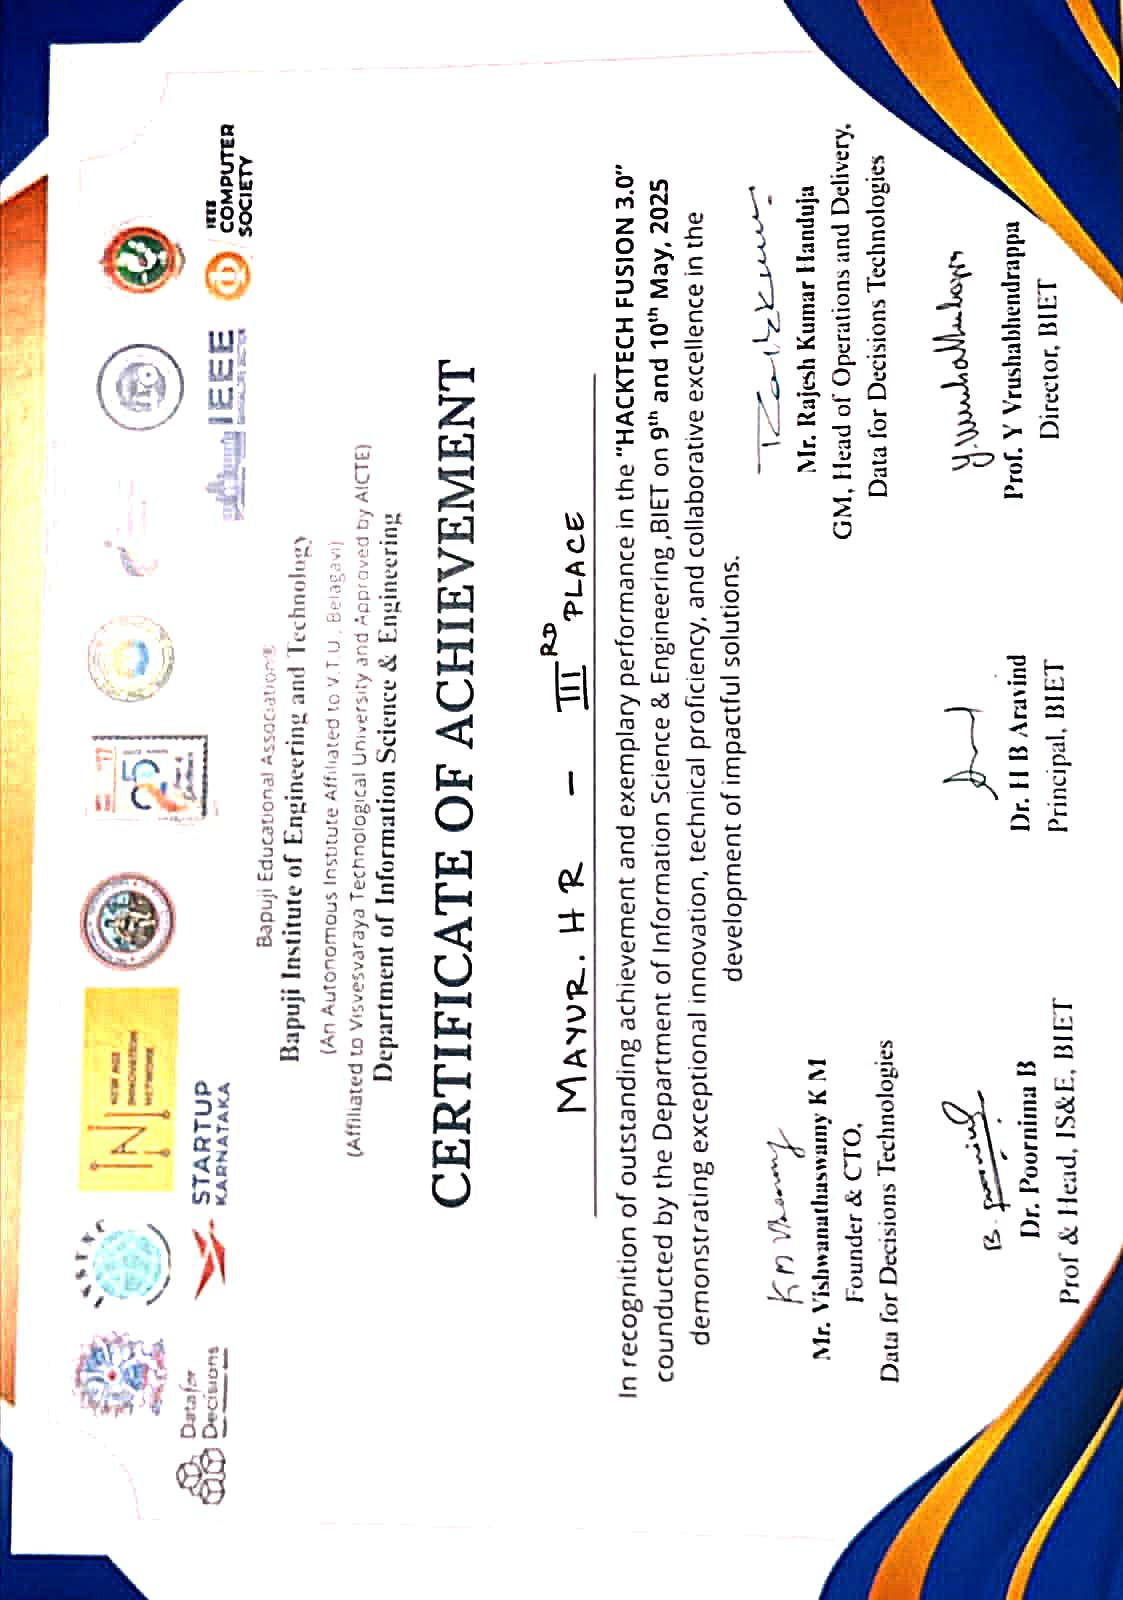 Data for
Decisions
STARTUP
KARNATAKA
NEW AGE
INNOVATION
NETWORK
IEEE
IEEE
COMPUTER
SOCIETY
Bapuji Educational Association®
Bapuji Institute of Engineering and Technology
(An Autonomous Institute Affiliated to V.T.U., Belagavi)
(Affiliated to Visvesvaraya Technological University and Approved by AICTE)
Department of Information Science & Engineering
CERTIFICATE OF ACHIEVEMENT
MAYUR. H R - III RD PLACE
In recognition of outstanding achievement and exemplary performance in the "HACKTECH FUSION 3.0"
counducted by the Department of Information Science & Engineering ,BIET on 9th and 10th May, 2025
demonstrating exceptional innovation, technical proficiency, and collaborative excellence in the
development of impactful solutions.
Mr. Vishwanathaswamy K M
Founder & CTO,
Data for Decisions Technologies
Mr. Rajesh Kumar Handuja
GM, Head of Operations and Delivery,
Data for Decisions Technologies
B.
Dr. Poornima B
Prof & Head, IS&E, BIET
Dr. H B Aravind
Principal, BIET
Prof. Y Vrushabhendrappa
Director, BIET